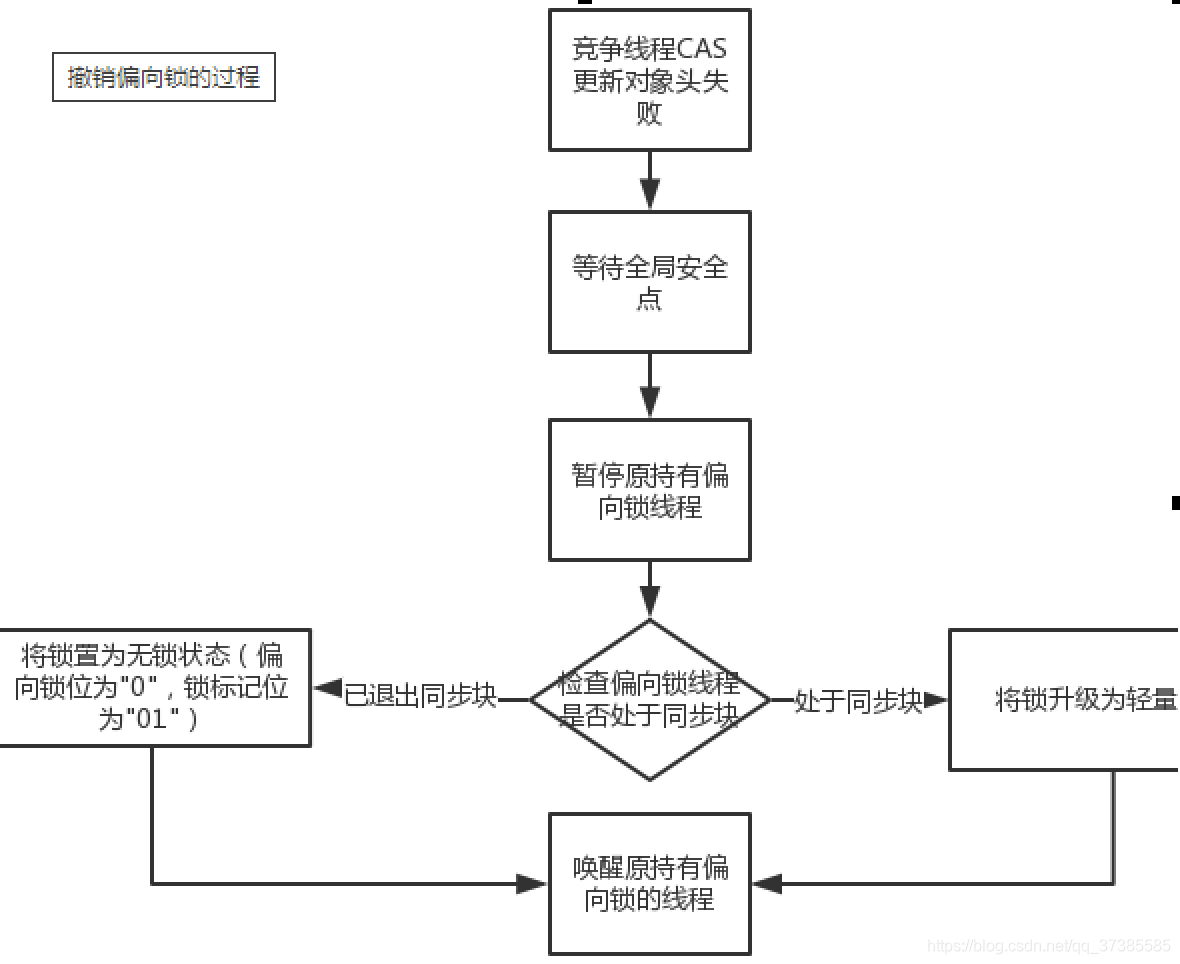 撤销偏向锁的过程
竞争线程CAS
更新对象头失
败
等待全局安全
点
暂停原持有偏
向锁线程
检查偏向锁线程
是否处于同步块
已退出同步块
处于同步块
将锁置为无锁状态（偏
向锁位为"0"，锁标记位
为"01"）
将锁升级为轻量
唤醒原持有偏
向锁的线程
https://blog.csdn.net/qq_37385585